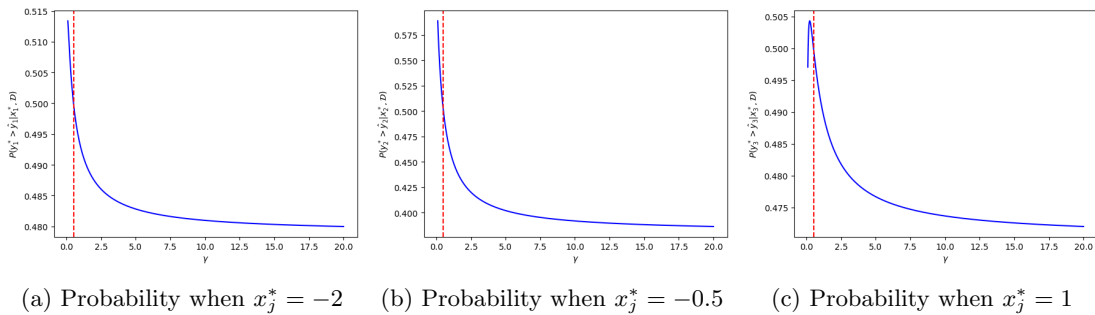 0.515
0.510
0.505
0.500
0.495
0.490
0.485
0.480
P(y₁* > ŷ₁|x₁*, 𝒟)
0.0 2.5 5.0 7.5 10.0 12.5 15.0 17.5 20.0
γ
0.575
0.550
0.525
0.500
0.475
0.450
0.425
0.400
P(y₂* > ŷ₂|x₂*, 𝒟)
0.0 2.5 5.0 7.5 10.0 12.5 15.0 17.5 20.0
γ
0.505
0.500
0.495
0.490
0.485
0.480
0.475
P(y₃* > ŷ₃|x₃*, 𝒟)
0.0 2.5 5.0 7.5 10.0 12.5 15.0 17.5 20.0
γ
(a) Probability when xⱼ* = −2
(b) Probability when xⱼ* = −0.5
(c) Probability when xⱼ* = 1